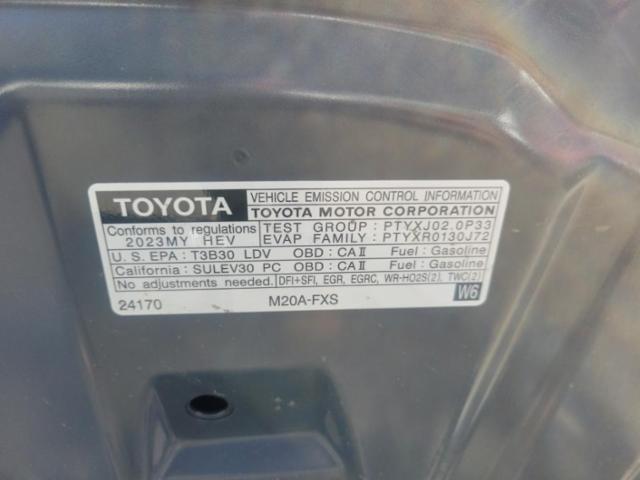 TOYOTA VEHICLE EMISSION CONTROL INFORMATION
TOYOTA MOTOR CORPORATION
Conforms to regulations TEST GROUP : PTYXJ02.0P33
2023MY HEV EVAP FAMILY : PTYXR0130J72
U.S. EPA : T3B30 LDV OBD : CAⅡ Fuel : Gasoline
California : SULEV30 PC OBD : CAⅡ Fuel : Gasoline
No adjustments needed. DFI+SFI, EGR, EGRC, WR-HO2S(2), TWC(2)
24170 M20A-FXS W6